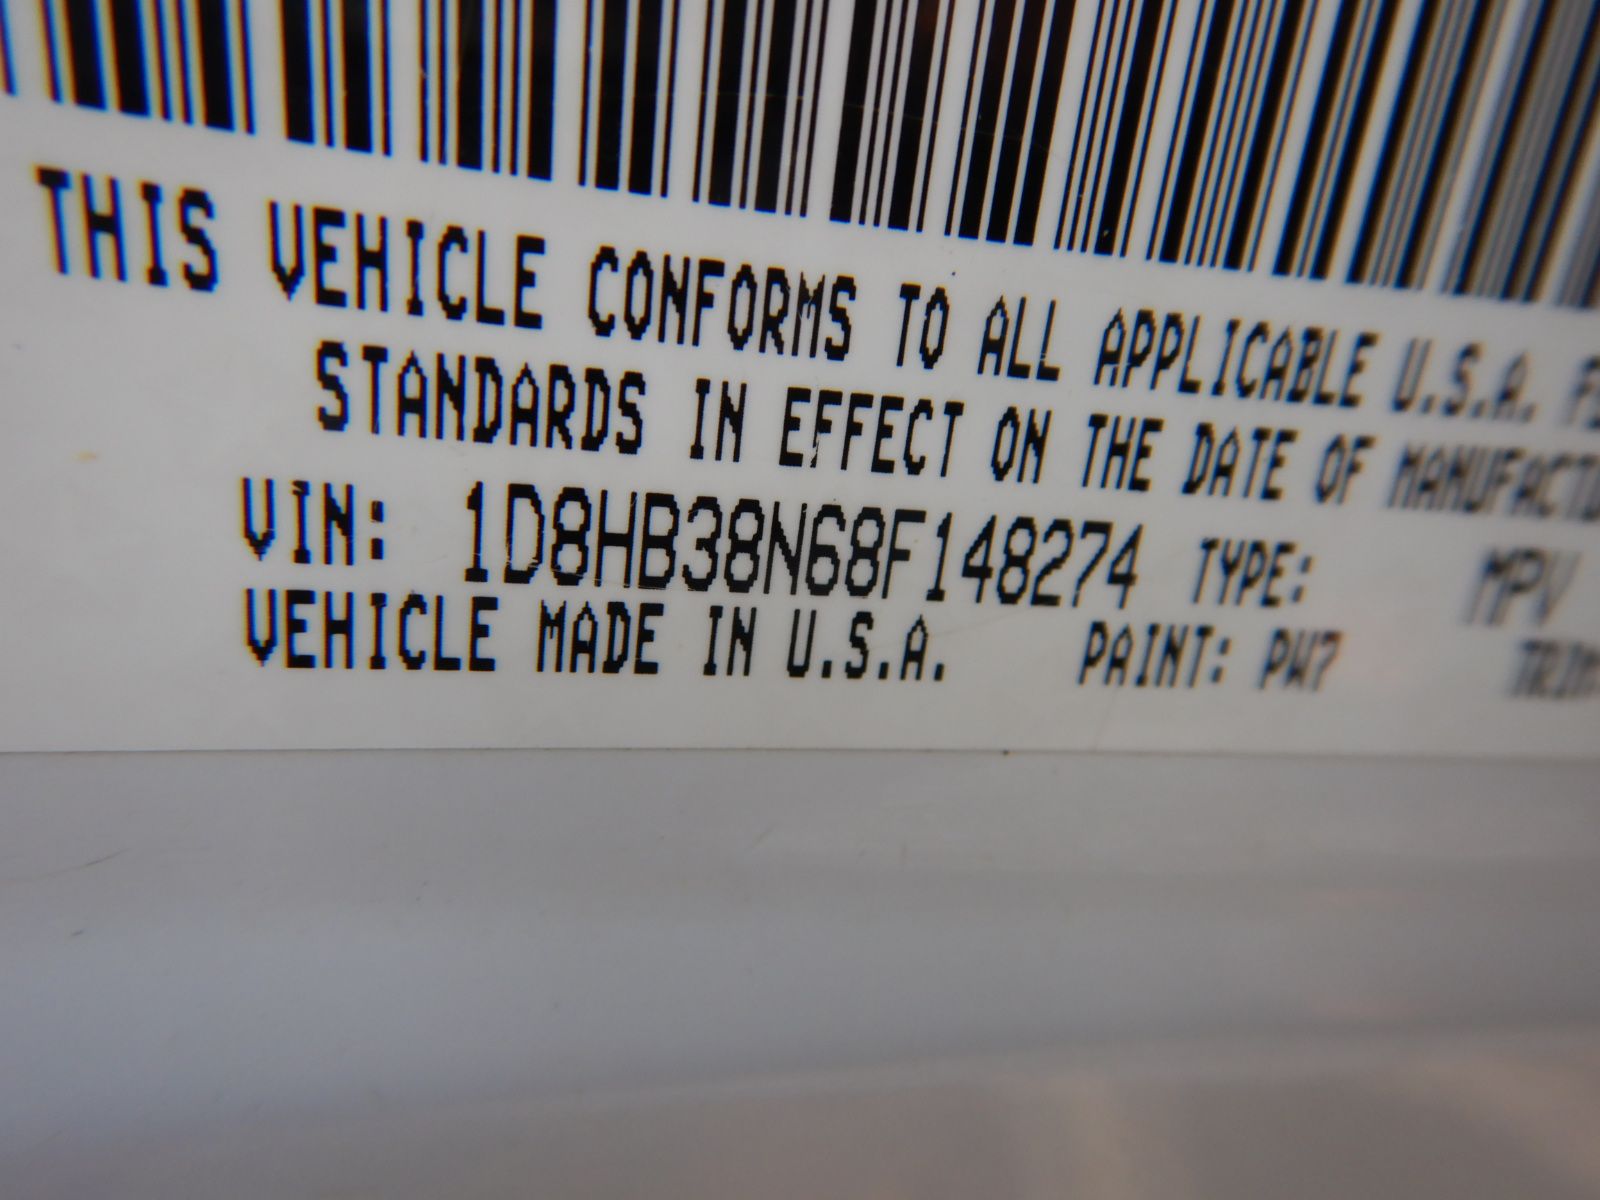 THIS VEHICLE CONFORMS TO ALL APPLICABLE U.S.A.
STANDARDS IN EFFECT ON THE DATE OF
VIN: 1D8HB38N68F148274 TYPE: MPV
VEHICLE MADE IN U.S.A. PAINT: PW7